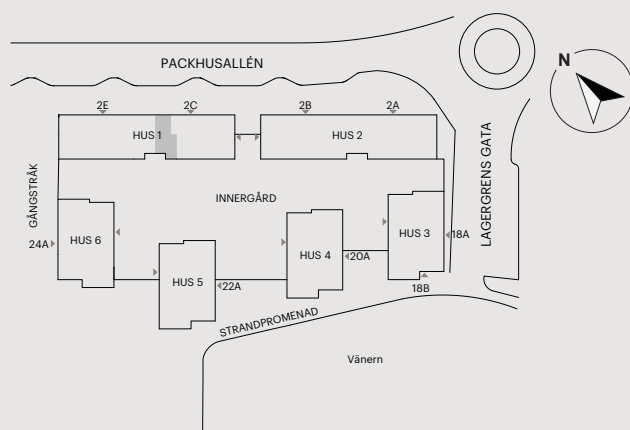 N
PACKHUSALLÉN
2E
2C
2B
2A
HUS 1
HUS 2
LAGERGRENS GATA
GÅNGSTRÅK
INNERGÅRD
24A
HUS 6
HUS 5
22A
HUS 4
20A
HUS 3
18A
18B
STRANDPROMENAD
Vänern